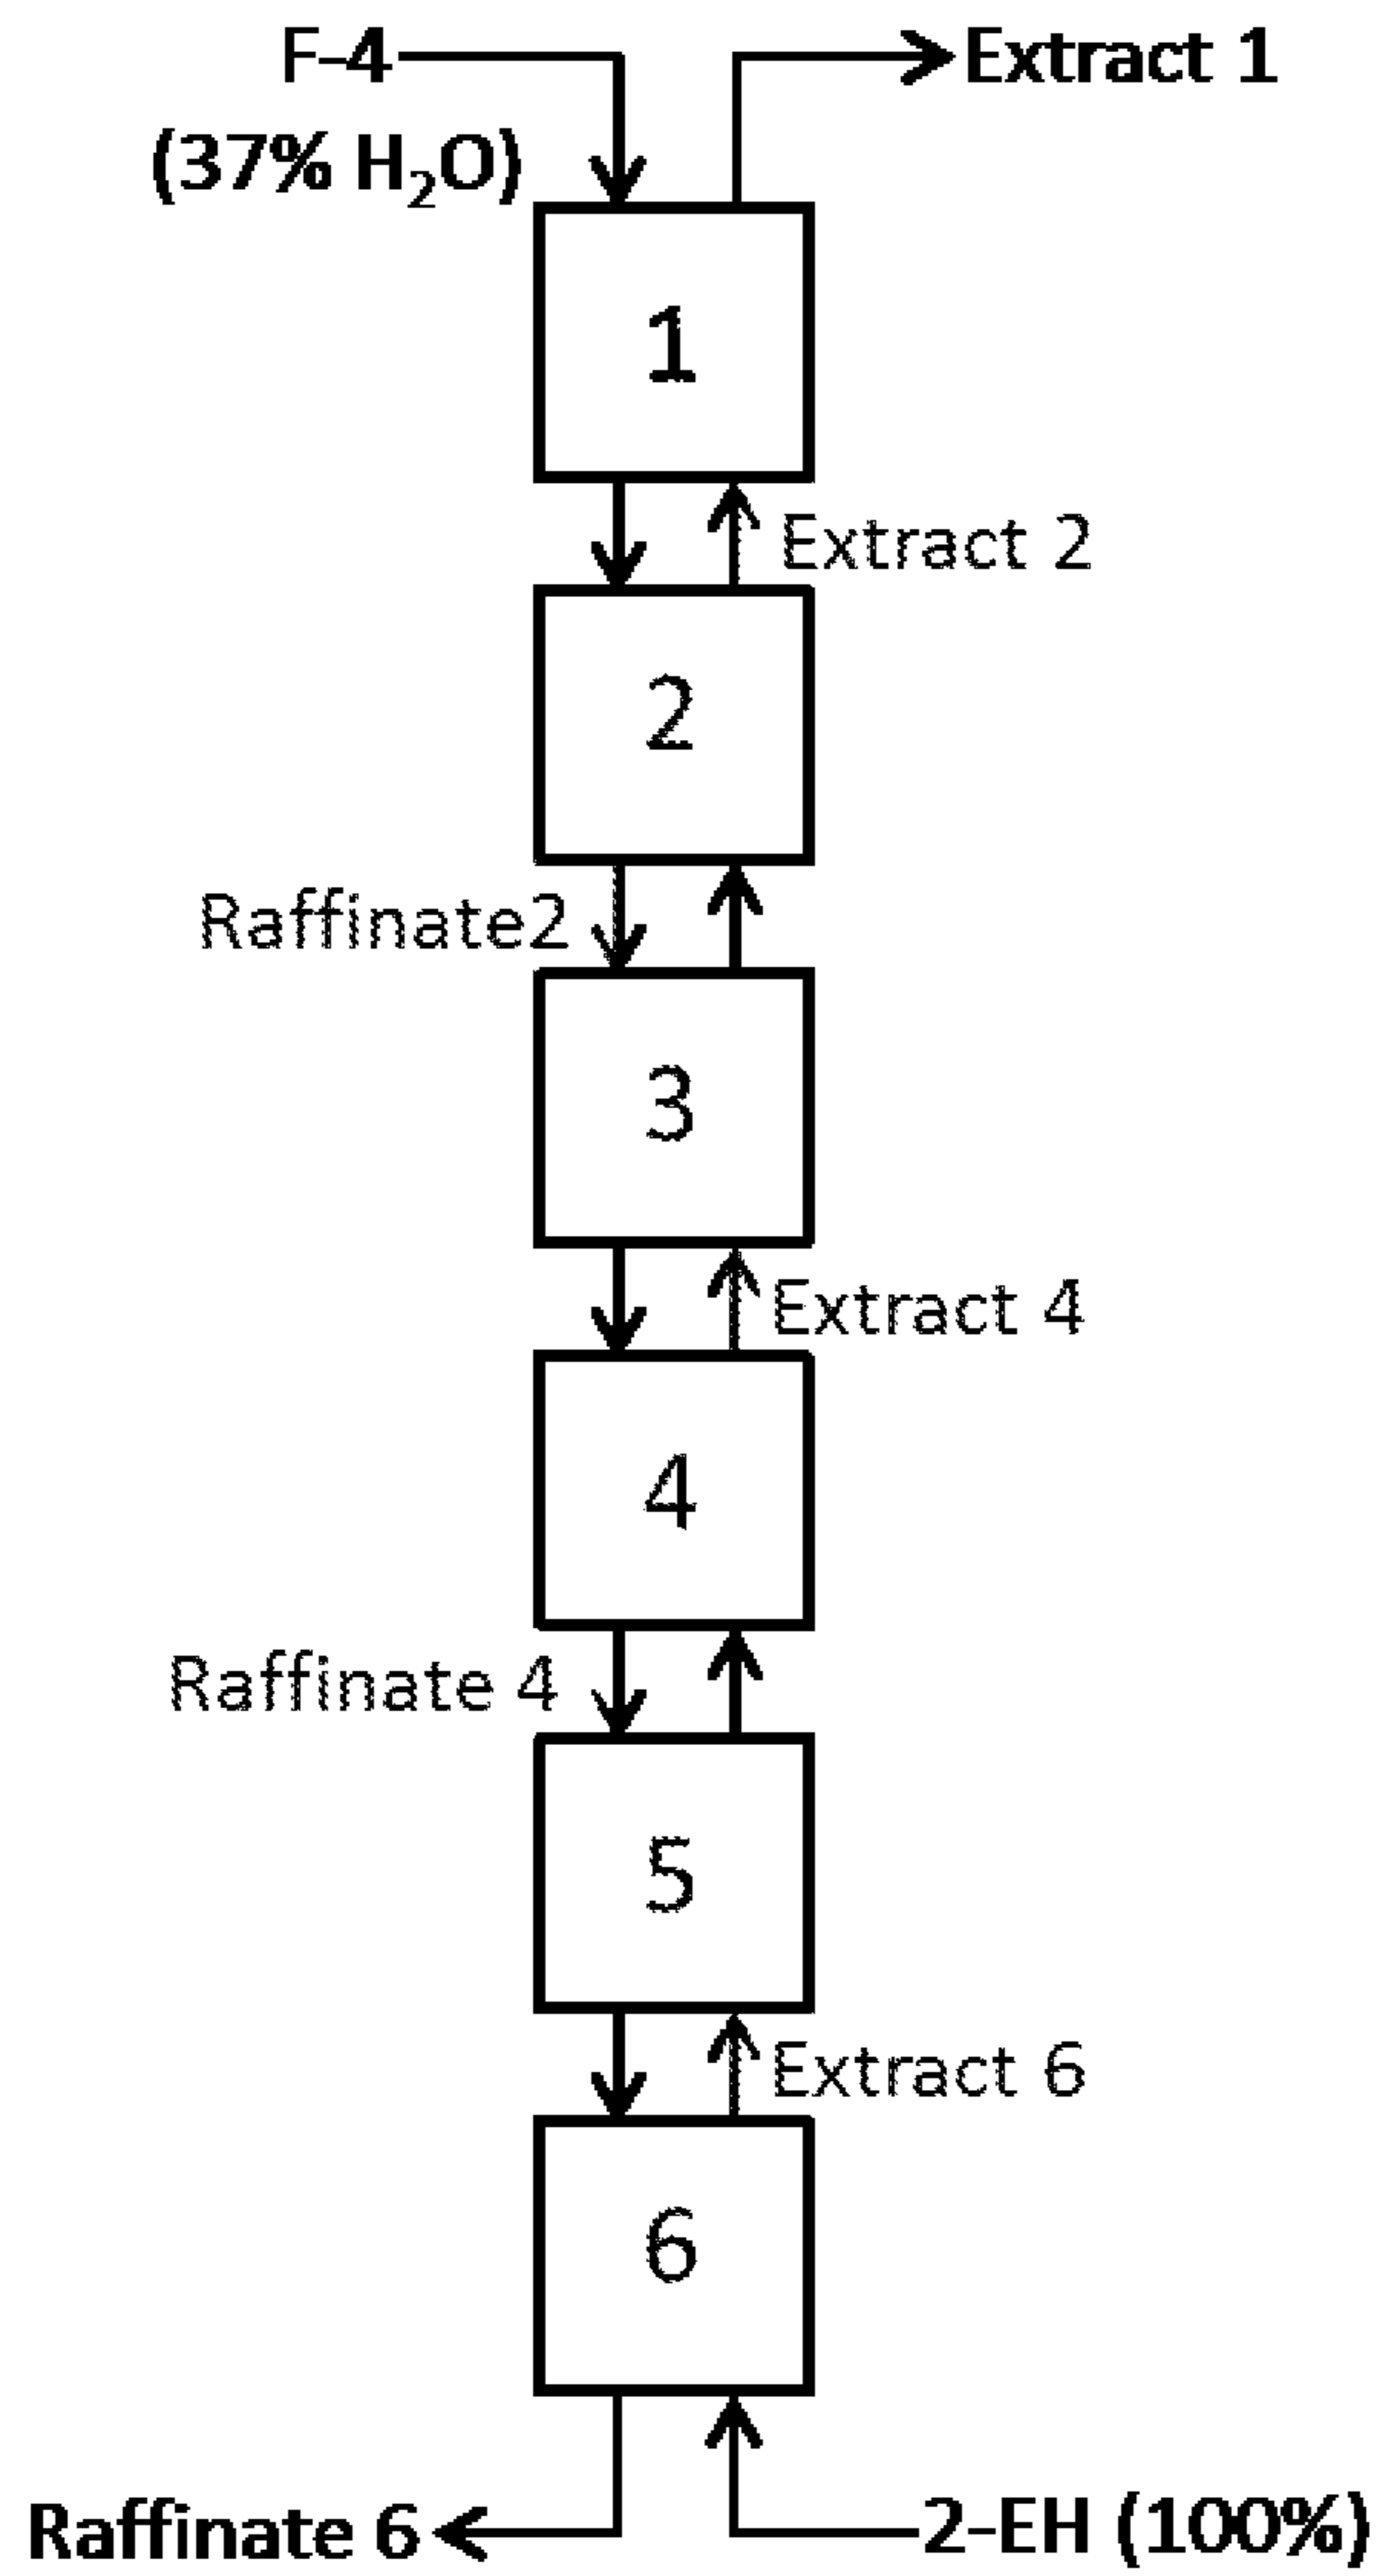 F-4
Extract 1
(37% H₂O)
1
Extract 2
2
Raffinate2
3
Extract 4
4
Raffinate 4
5
Extract 6
6
Raffinate 6
2-EH (100%)